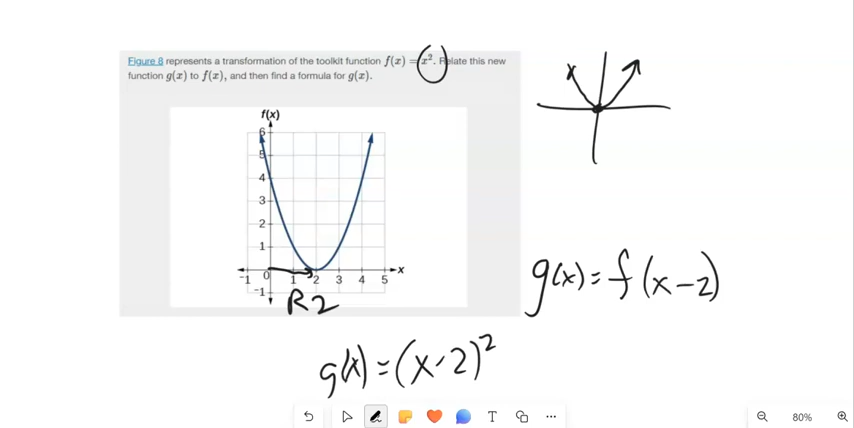 Figure 8 represents a transformation of the toolkit function f(x) = x². Relate this new
function g(x) to f(x), and then find a formula for g(x).
f(x)
6
5
4
3
2
1
-1 0 1 2 3 4 5 x
-1
R2
g(x) = f(x-2)
g(x) = (x-2)²
T ...
80%